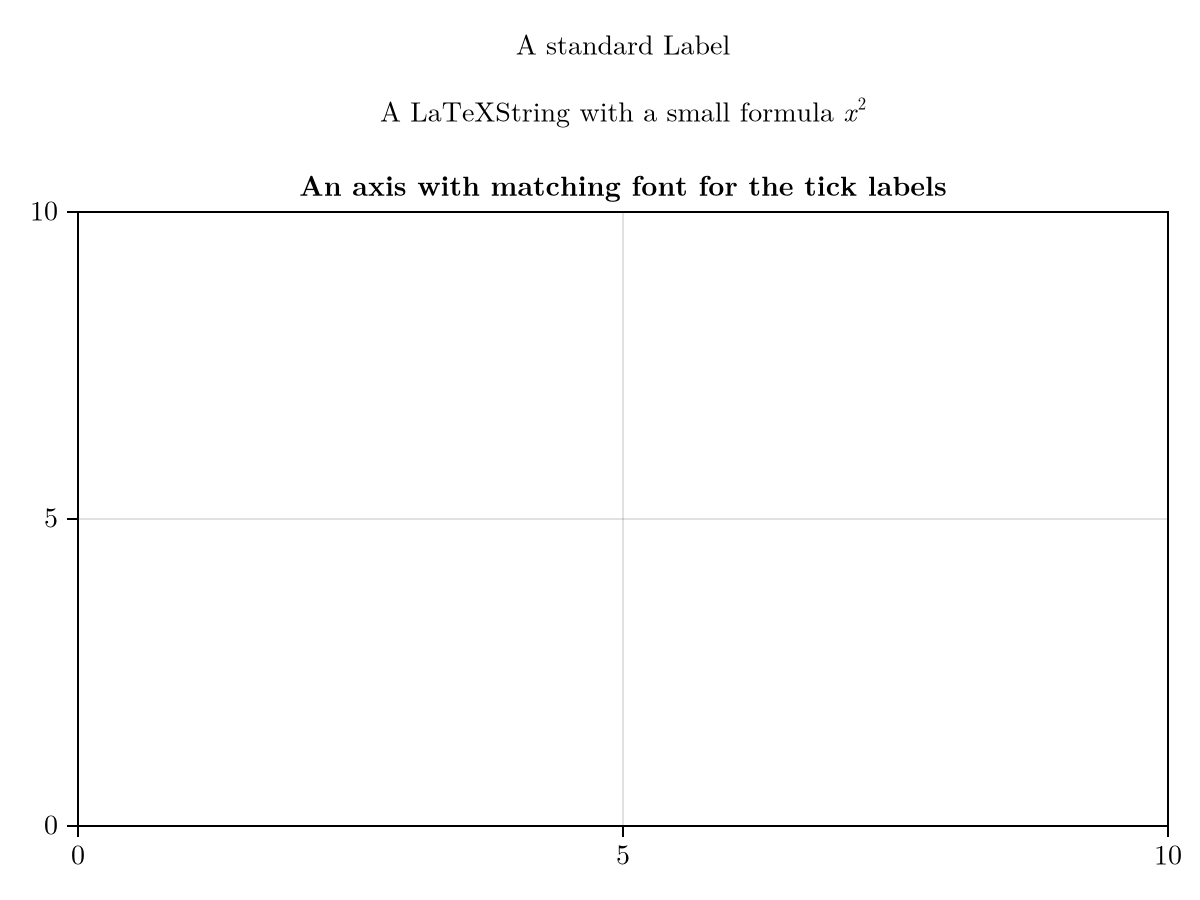 A standard Label
A LaTeXString with a small formula x²
An axis with matching font for the tick labels
10
5
0
0 5 10